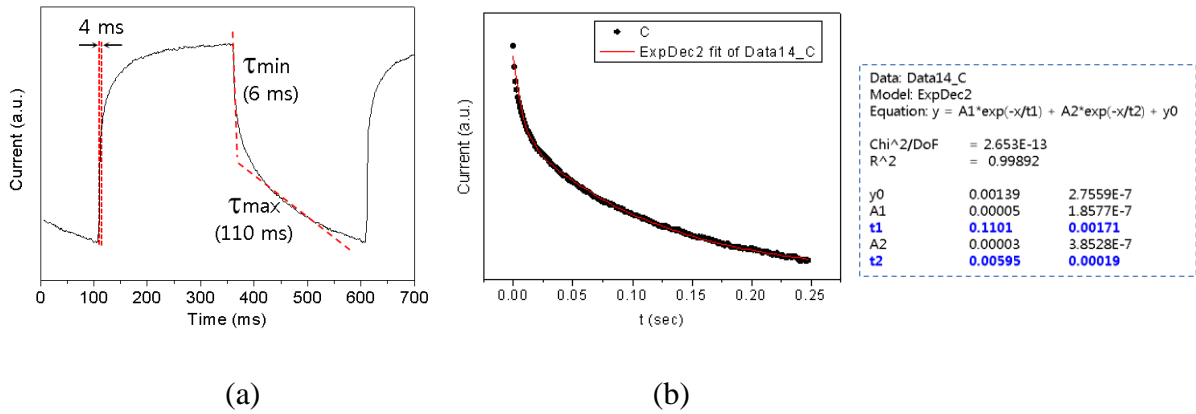 4 ms
τmin
(6 ms)
τmax
(110 ms)
Current (a.u.)
0 100 200 300 400 500 600 700
Time (ms)
(a)
C
ExpDec2 fit of Data14_C
Current (a.u.)
0.00 0.05 0.10 0.15 0.20 0.25
t (sec)
(b)
Data: Data14_C
Model: ExpDec2
Equation: y = A1*exp(-x/t1) + A2*exp(-x/t2) + y0
Chi^2/DoF = 2.653E-13
R^2 = 0.99892
y0 0.00139 2.7559E-7
A1 0.00005 1.8577E-7
t1 0.1101 0.00171
A2 0.00003 3.8528E-7
t2 0.00595 0.00019